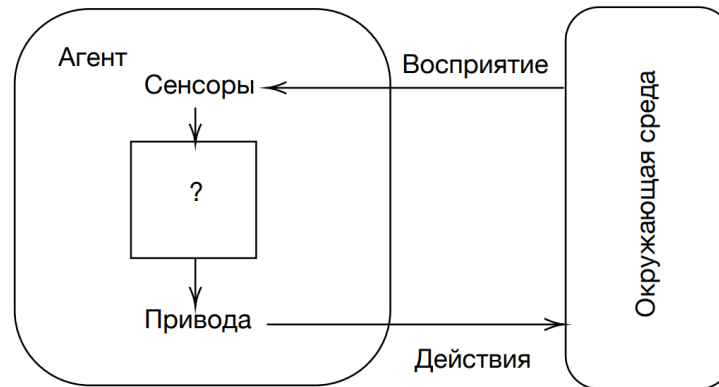 Агент
Сенсоры
Восприятие
?
Привода
Действия
Окружающая среда